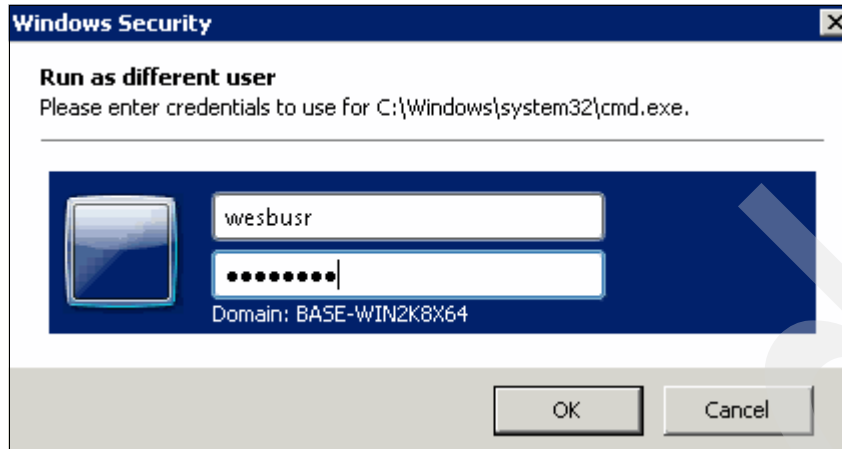 Windows Security
Run as different user
Please enter credentials to use for C:\Windows\system32\cmd.exe.
wesbusr
●●●●●●●●
Domain: BASE-WIN2K8X64
OK
Cancel